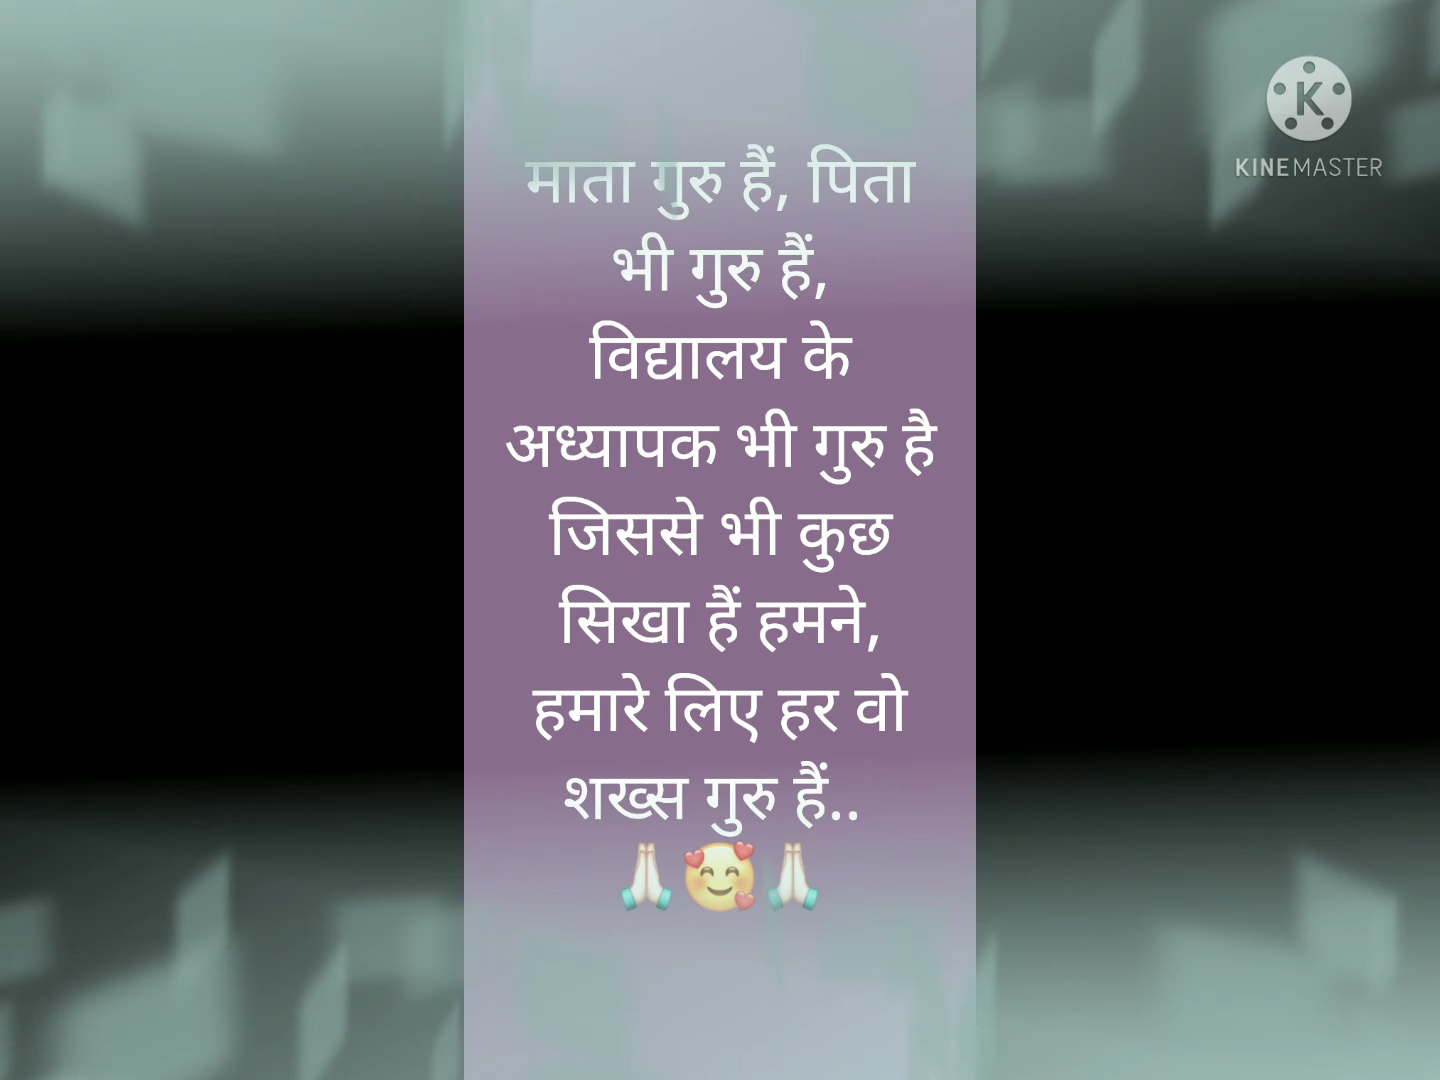 माता गुरु हैं, पिता
भी गुरु हैं,
विद्यालय के
अध्यापक भी गुरु है
जिससे भी कुछ
सिखा हैं हमने,
हमारे लिए हर वो
शख्स गुरु हैं..
🙏🏻🥰🙏🏻
K
KINEMASTER